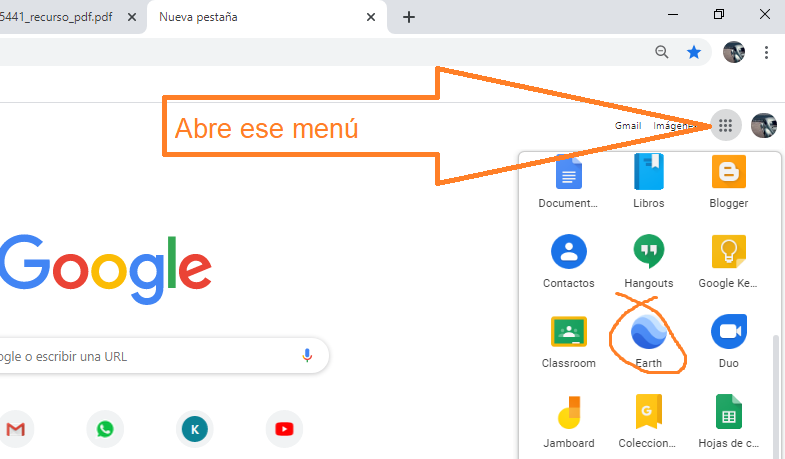 5441_recurso_pdf.pdf
Nueva pestaña
Abre ese menú
Gmail
Imágenes
Document...
Libros
Blogger
Contactos
Hangouts
Google Ke...
Classroom
Earth
Duo
Jamboard
Coleccion...
Hojas de c...
Google
ogle o escribir una URL
K